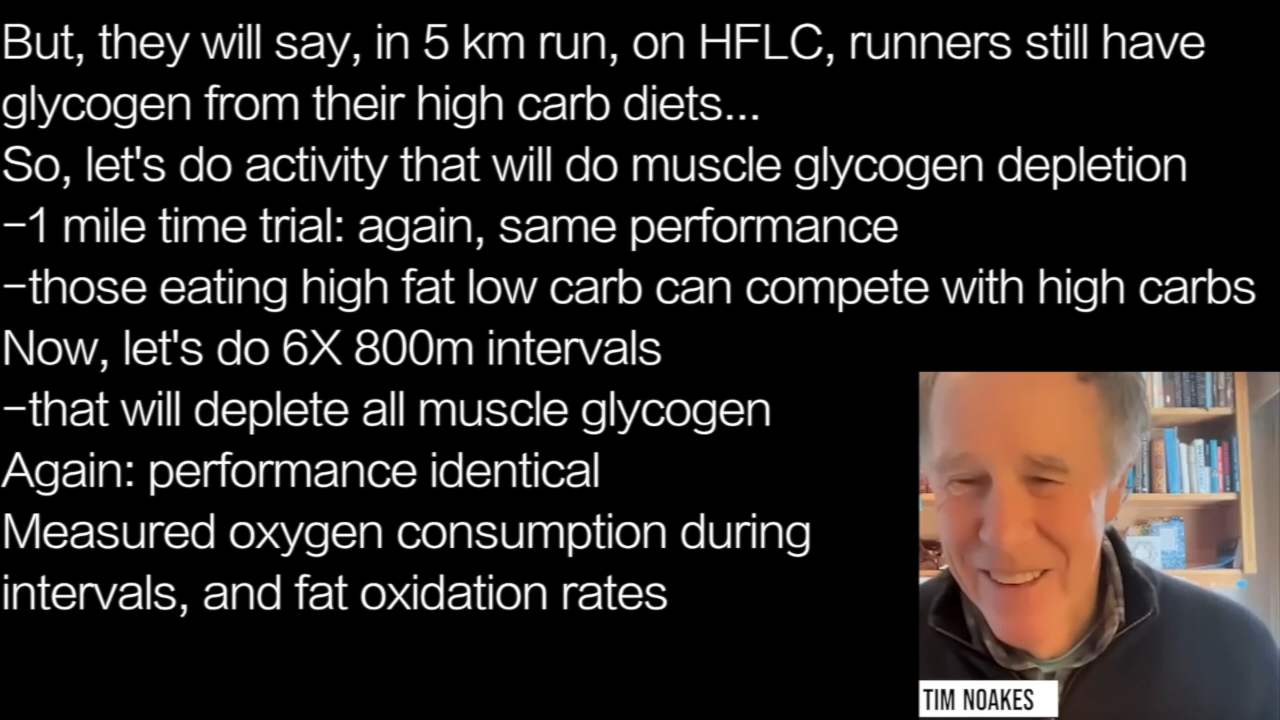 But, they will say, in 5 km run, on HFLC, runners still have
glycogen from their high carb diets...
So, let's do activity that will do muscle glycogen depletion
−1 mile time trial: again, same performance
−those eating high fat low carb can compete with high carbs
Now, let's do 6X 800m intervals
−that will deplete all muscle glycogen
Again: performance identical
Measured oxygen consumption during
intervals, and fat oxidation rates
TIM NOAKES